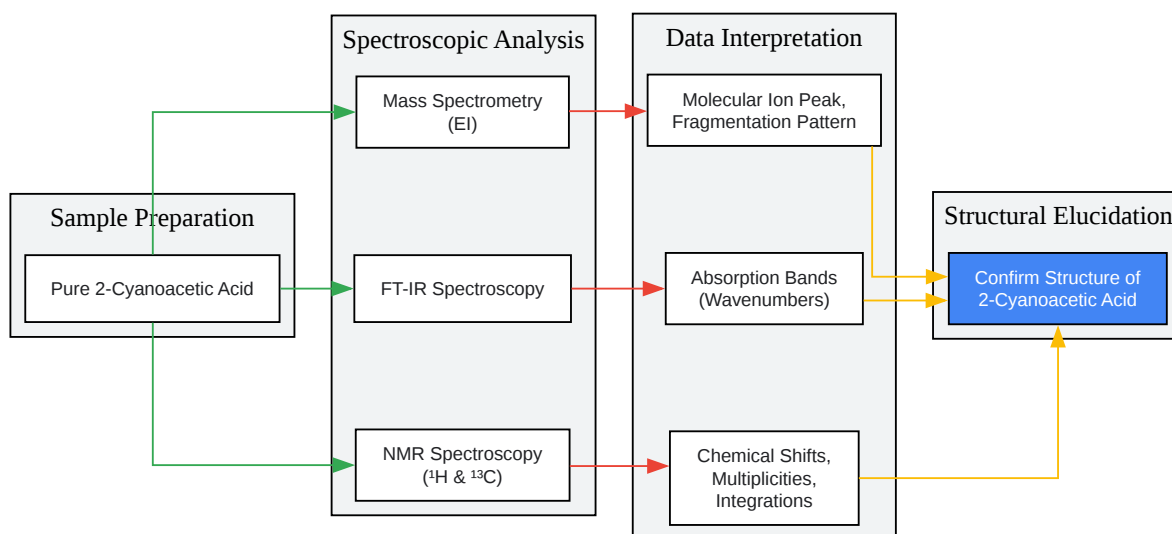 Sample Preparation
Pure 2-Cyanoacetic Acid
Spectroscopic Analysis
Mass Spectrometry
(EI)
FT-IR Spectroscopy
NMR Spectroscopy
(¹H & ¹³C)
Data Interpretation
Molecular Ion Peak,
Fragmentation Pattern
Absorption Bands
(Wavenumbers)
Chemical Shifts,
Multiplicities,
Integrations
Structural Elucidation
Confirm Structure of
2-Cyanoacetic Acid